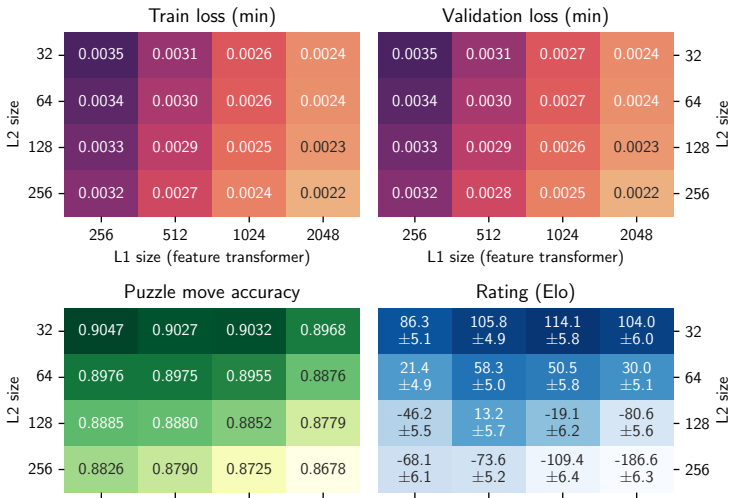 Train loss (min)
Validation loss (min)
L2 size
32 0.0035 0.0031 0.0026 0.0024
64 0.0034 0.0030 0.0026 0.0024
128 0.0033 0.0029 0.0025 0.0023
256 0.0032 0.0027 0.0024 0.0022
256 512 1024 2048
L1 size (feature transformer)
0.0035 0.0031 0.0027 0.0024 32
0.0034 0.0030 0.0027 0.0024 64
0.0033 0.0029 0.0026 0.0023 128
0.0032 0.0028 0.0025 0.0022 256
L2 size
256 512 1024 2048
L1 size (feature transformer)
Puzzle move accuracy
Rating (Elo)
L2 size
32 0.9047 0.9027 0.9032 0.8968
64 0.8976 0.8975 0.8955 0.8876
128 0.8885 0.8880 0.8852 0.8779
256 0.8826 0.8790 0.8725 0.8678
86.3 105.8 114.1 104.0
±5.1 ±4.9 ±5.8 ±6.0
32
21.4 58.3 50.5 30.0
±4.9 ±5.0 ±5.8 ±5.1
64
-46.2 13.2 -19.1 -80.6
±5.5 ±5.7 ±6.2 ±5.6
128
-68.1 -73.6 -109.4 -186.6
±6.1 ±5.2 ±6.4 ±6.3
256
L2 size